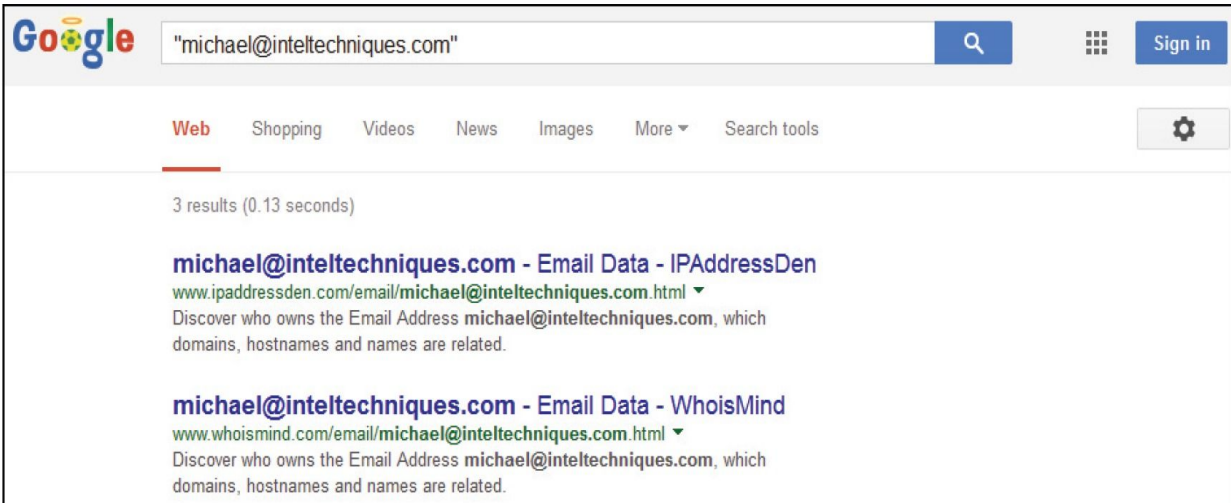 Google "michael@inteltechniques.com" Sign in
Web Shopping Videos News Images More Search tools
3 results (0.13 seconds)
michael@inteltechniques.com - Email Data - IPAddressDen
www.ipaddressden.com/email/michael@inteltechniques.com.html
Discover who owns the Email Address michael@inteltechniques.com, which
domains, hostnames and names are related.
michael@inteltechniques.com - Email Data - WhoisMind
www.whoismind.com/email/michael@inteltechniques.com.html
Discover who owns the Email Address michael@inteltechniques.com, which
domains, hostnames and names are related.